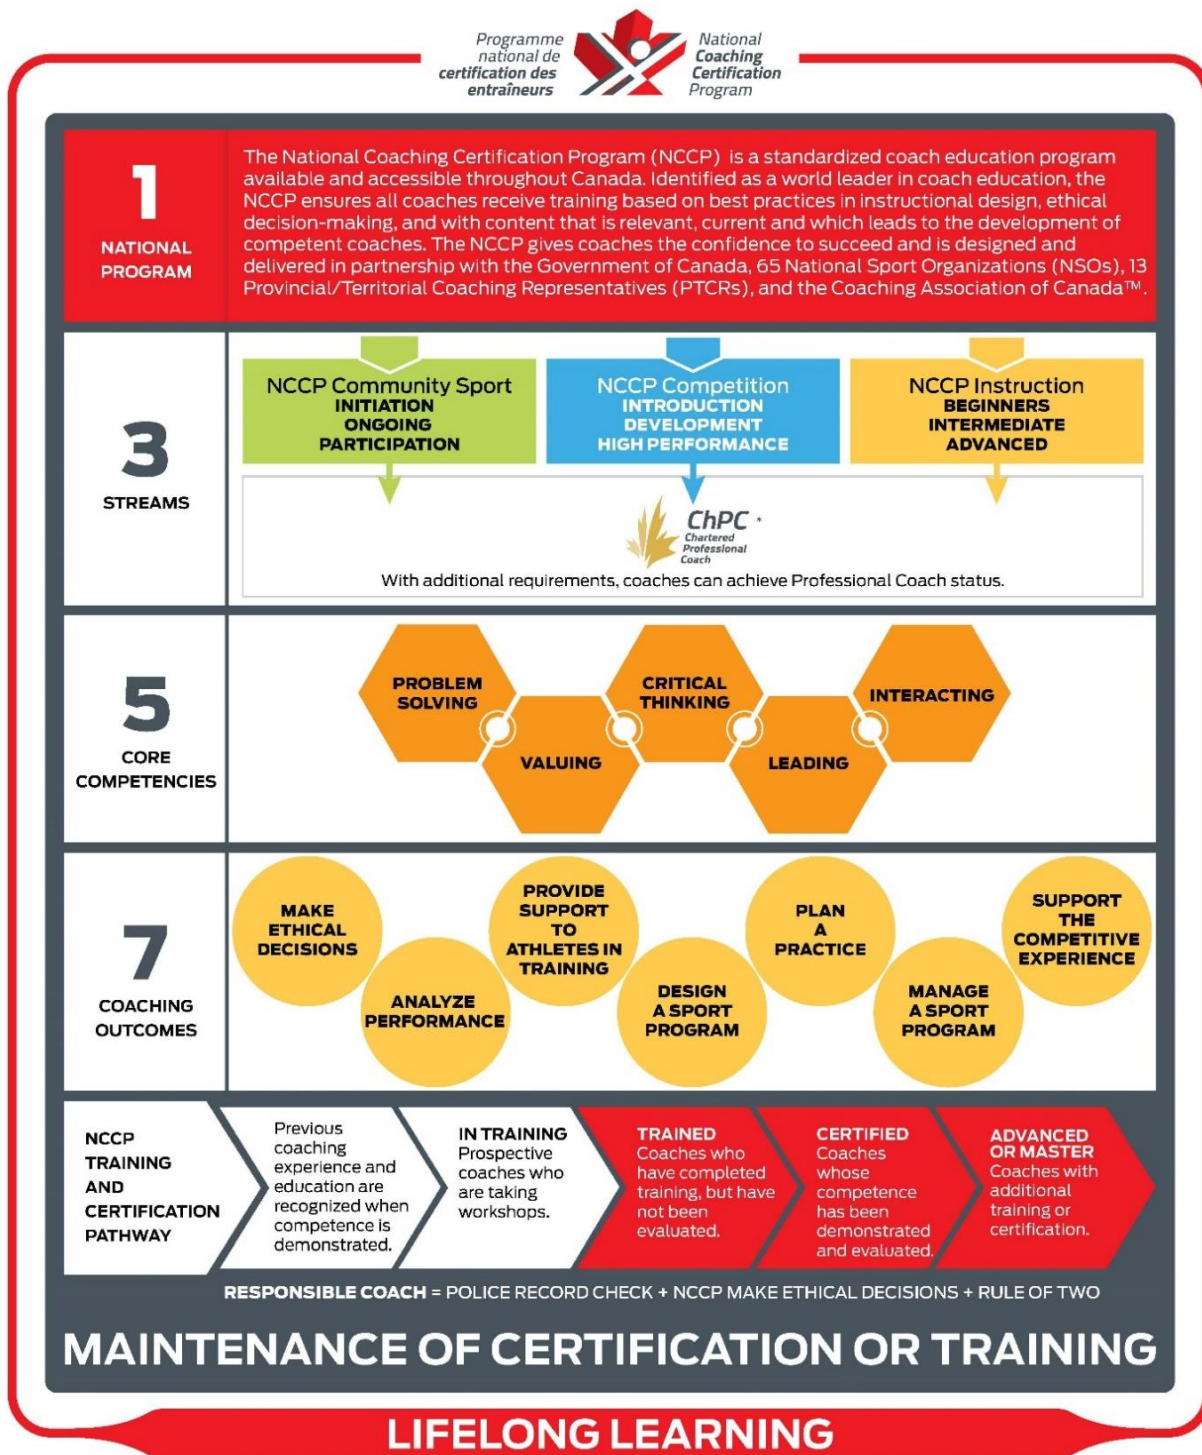 Programme
national de
certification des
entraîneurs
National
Coaching
Certification
Program
1
NATIONAL
PROGRAM
The National Coaching Certification Program (NCCP) is a standardized coach education program
available and accessible throughout Canada. Identified as a world leader in coach education, the
NCCP ensures all coaches receive training based on best practices in instructional design, ethical
decision-making, and with content that is relevant, current and which leads to the development of
competent coaches. The NCCP gives coaches the confidence to succeed and is designed and
delivered in partnership with the Government of Canada, 65 National Sport Organizations (NSOs), 13
Provincial/Territorial Coaching Representatives (PTCRs), and the Coaching Association of Canada™.
3
STREAMS
NCCP Community Sport
INITIATION
ONGOING
PARTICIPATION
NCCP Competition
INTRODUCTION
DEVELOPMENT
HIGH PERFORMANCE
NCCP Instruction
BEGINNERS
INTERMEDIATE
ADVANCED
ChPC *
Chartered
Professional
Coach
With additional requirements, coaches can achieve Professional Coach status.
5
CORE
COMPETENCIES
PROBLEM
SOLVING
VALUING
CRITICAL
THINKING
LEADING
INTERACTING
7
COACHING
OUTCOMES
MAKE
ETHICAL
DECISIONS
ANALYZE
PERFORMANCE
PROVIDE
SUPPORT
TO
ATHLETES IN
TRAINING
DESIGN
A SPORT
PROGRAM
PLAN
A
PRACTICE
MANAGE
A SPORT
PROGRAM
SUPPORT
THE
COMPETITIVE
EXPERIENCE
NCCP
TRAINING
AND
CERTIFICATION
PATHWAY
Previous
coaching
experience and
education are
recognized when
competence is
demonstrated.
IN TRAINING
Prospective
coaches who
are taking
workshops.
TRAINED
Coaches who
have completed
training, but have
not been
evaluated.
CERTIFIED
Coaches
whose
competence
has been
demonstrated
and evaluated.
ADVANCED
OR MASTER
Coaches with
additional
training or
certification.
RESPONSIBLE COACH = POLICE RECORD CHECK + NCCP MAKE ETHICAL DECISIONS + RULE OF TWO
MAINTENANCE OF CERTIFICATION OR TRAINING
LIFELONG LEARNING